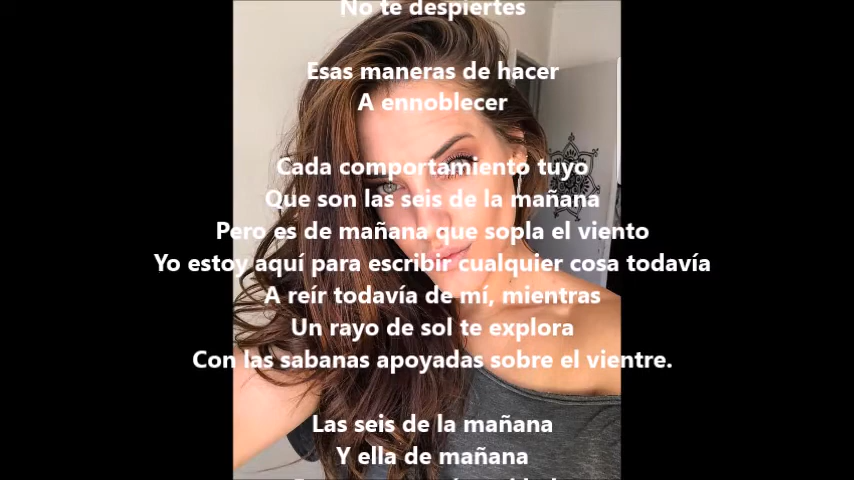 No te despiertes
Esas maneras de hacer
A ennoblecer
Cada comportamiento tuyo
Que son las seis de la mañana
Pero es de mañana que sopla el viento
Yo estoy aquí para escribir cualquier cosa todavía
A reír todavía de mí, mientras
Un rayo de sol te explora
Con las sabanas apoyadas sobre el vientre.
Las seis de la mañana
Y ella de mañana